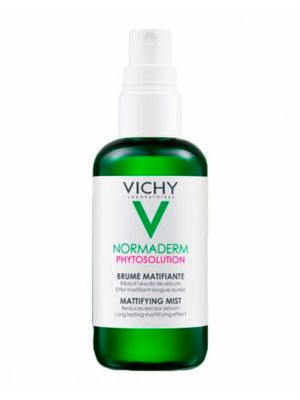 VICHY
LABORATOIRES
NORMADERM
PHYTOSOLUTION
BRUME MATIFIANTE
Réduit l'excès de sébum
Effet matifiant longue durée
MATTIFYING MIST
Reduces excess sebum
Long lasting mattifying effect